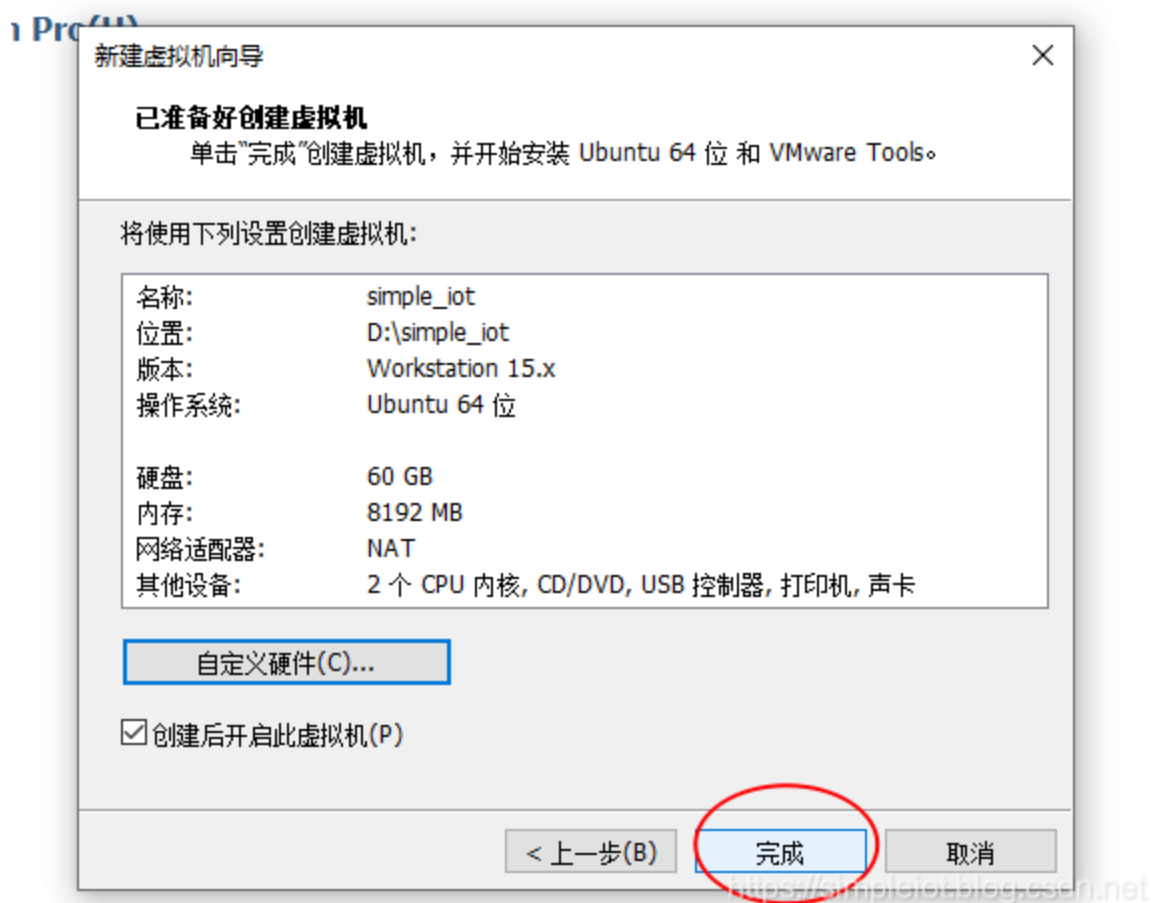 n Pro(H)
新建虚拟机向导
已准备好创建虚拟机
单击"完成"创建虚拟机，并开始安装 Ubuntu 64 位 和 VMware Tools。
将使用下列设置创建虚拟机:
名称: simple_iot
位置: D:\simple_iot
版本: Workstation 15.x
操作系统: Ubuntu 64 位
硬盘: 60 GB
内存: 8192 MB
网络适配器: NAT
其他设备: 2 个 CPU 内核, CD/DVD, USB 控制器, 打印机, 声卡
自定义硬件(C)...
创建后开启此虚拟机(P)
< 上一步(B) 完成 取消
https://simpleiot.blog.csdn.net